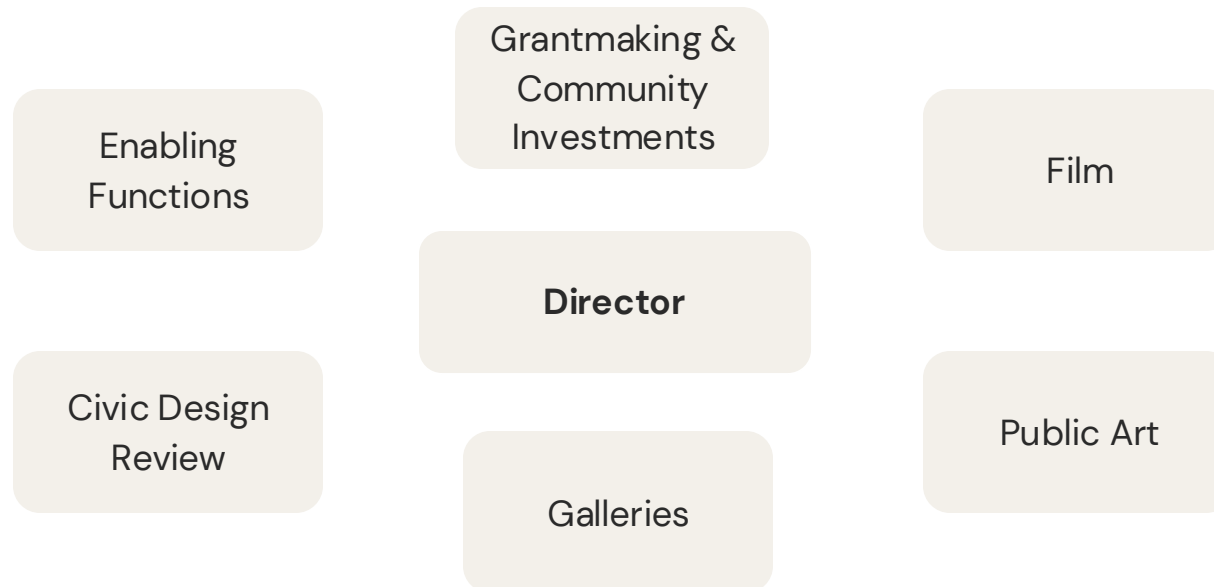 Grantmaking &
Community
Investments
Enabling
Functions
Film
Director
Civic Design
Review
Public Art
Galleries